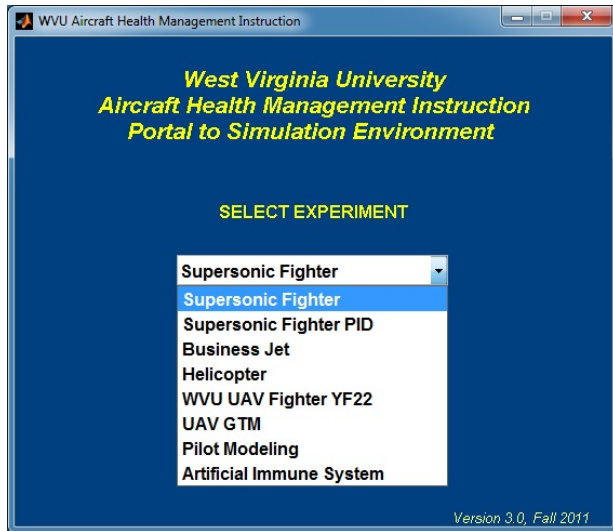 WVU Aircraft Health Management Instruction
West Virginia University
Aircraft Health Management Instruction
Portal to Simulation Environment
SELECT EXPERIMENT
Supersonic Fighter
Supersonic Fighter
Supersonic Fighter PID
Business Jet
Helicopter
WVU UAV Fighter YF22
UAV GTM
Pilot Modeling
Artificial Immune System
Version 3.0, Fall 2011